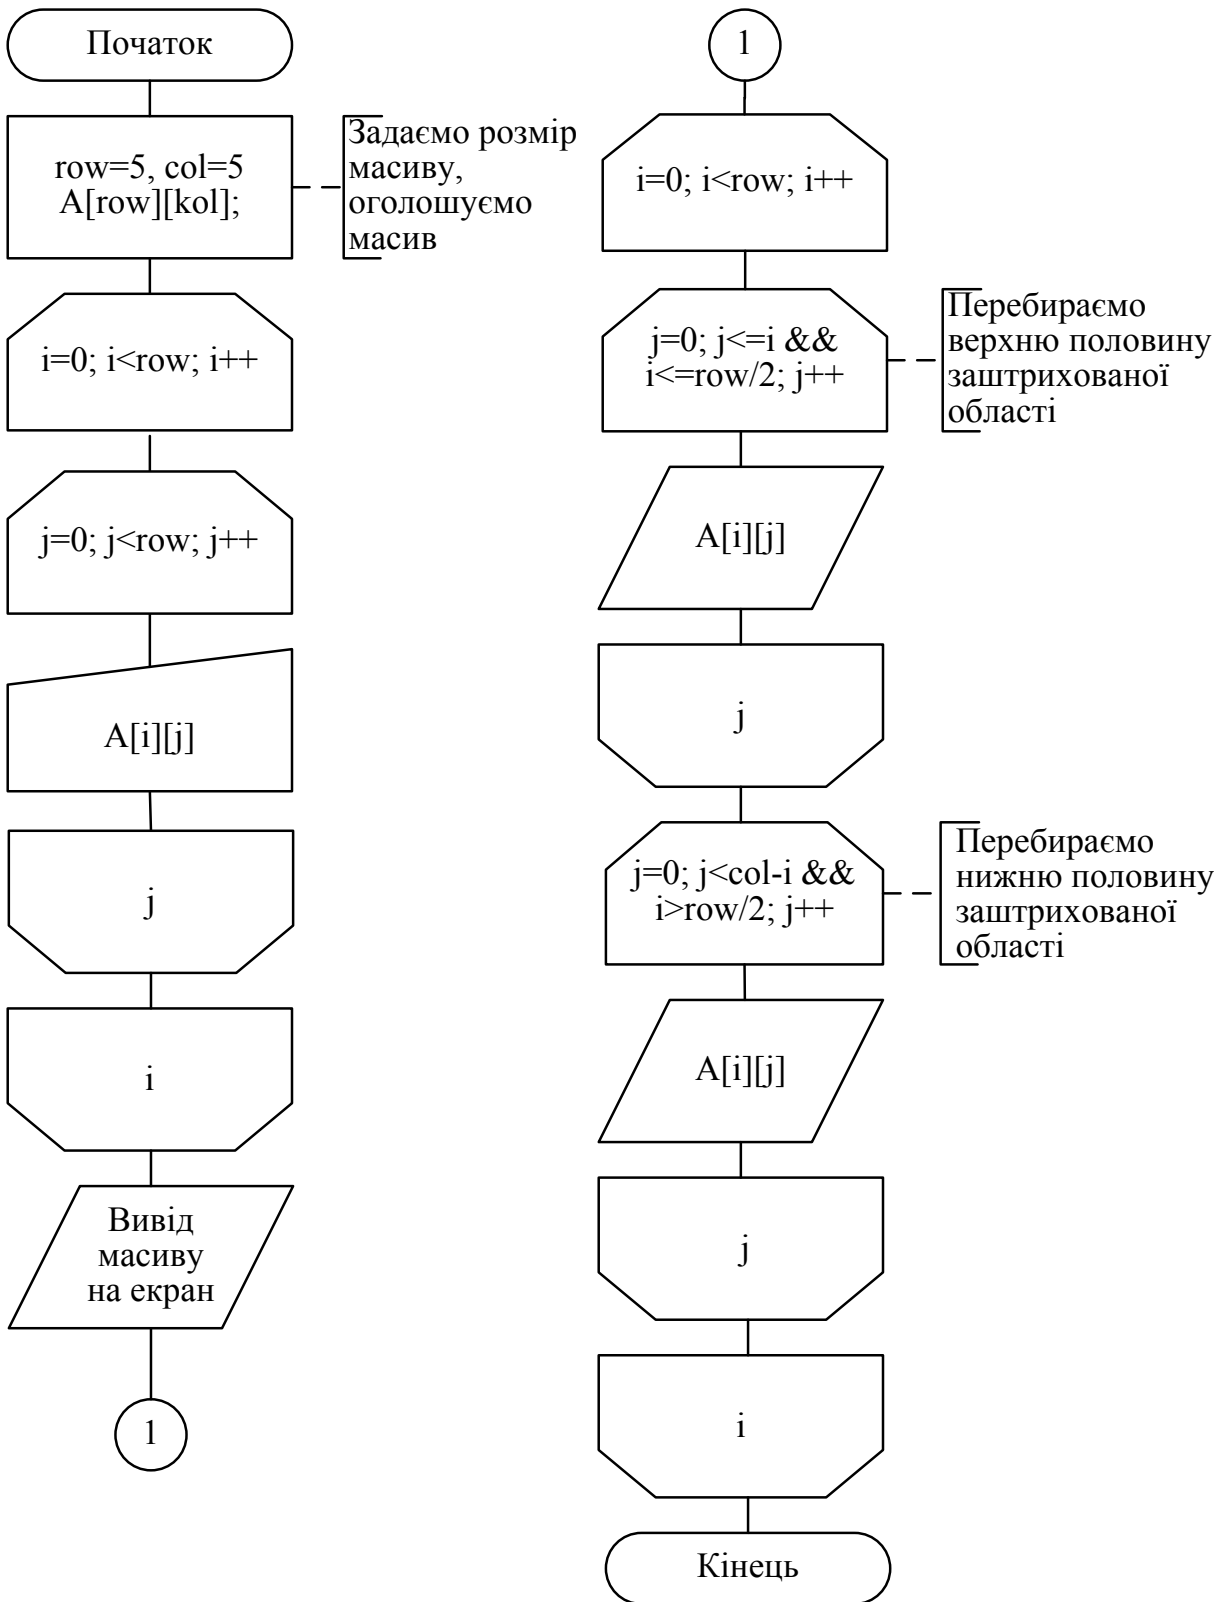 Початок
row=5, col=5
A[row][kol];
Задаємо розмір
масиву,
оголошуємо
масив
i=0; i<row; i++
j=0; j<row; j++
A[i][j]
j
i
Вивід
масиву
на екран
1
1
i=0; i<row; i++
j=0; j<=i &&
i<=row/2; j++
Перебираємо
верхню половину
заштрихованої
області
A[i][j]
j
j=0; j<col-i &&
i>row/2; j++
Перебираємо
нижню половину
заштрихованої
області
A[i][j]
j
i
Кінець